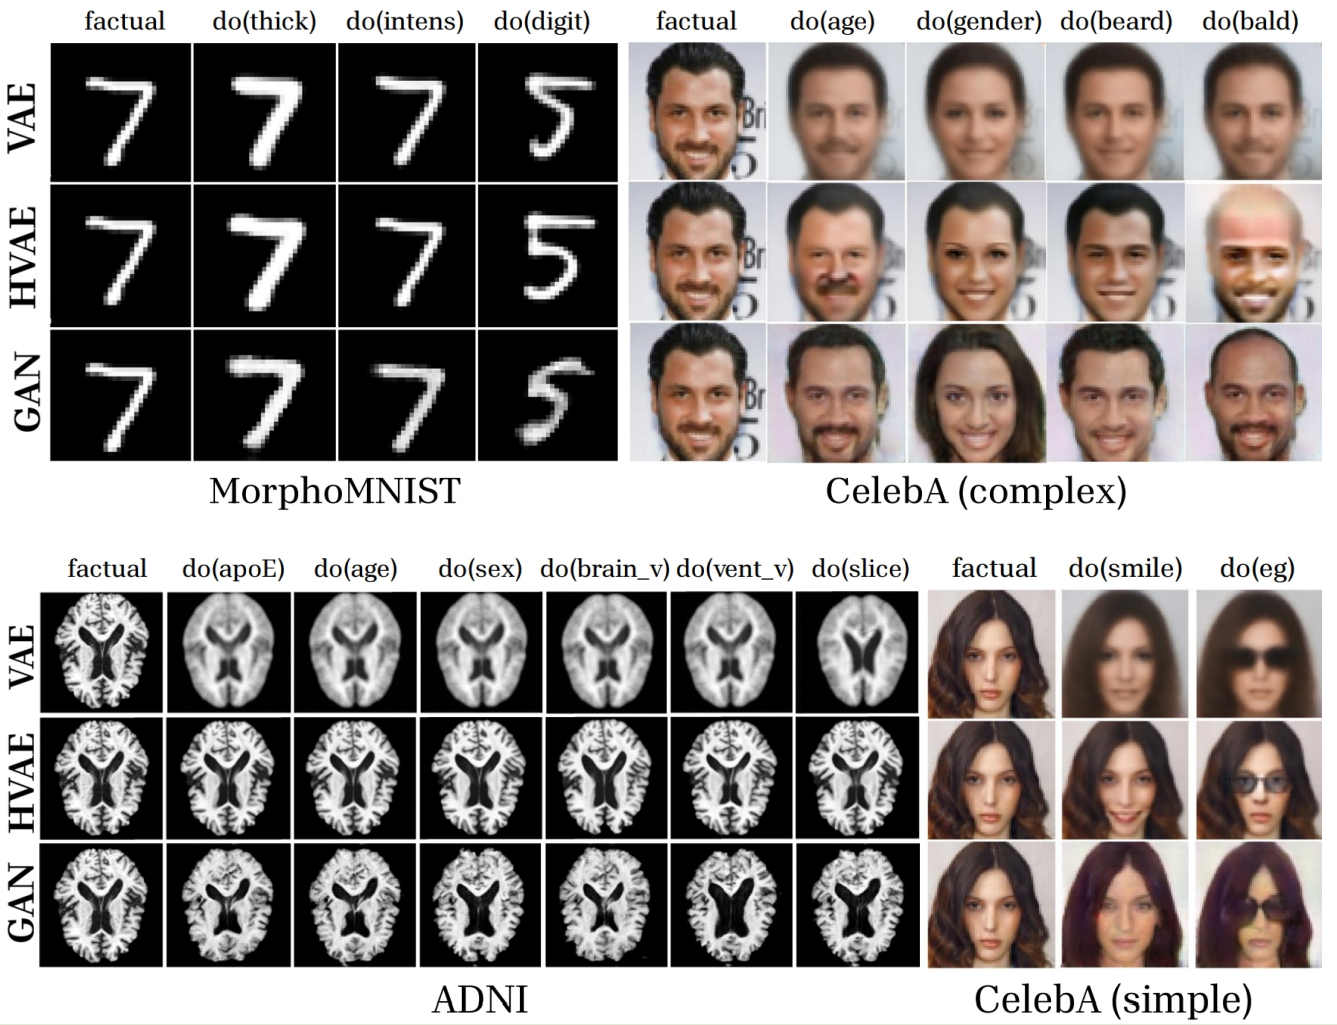 factual do(thick) do(intens) do(digit) factual do(age) do(gender) do(beard) do(bald)
VAE
HVAE
GAN
MorphoMNIST CelebA (complex)
factual do(apoE) do(age) do(sex) do(brain_v) do(vent_v) do(slice) factual do(smile) do(eg)
VAE
HVAE
GAN
ADNI CelebA (simple)